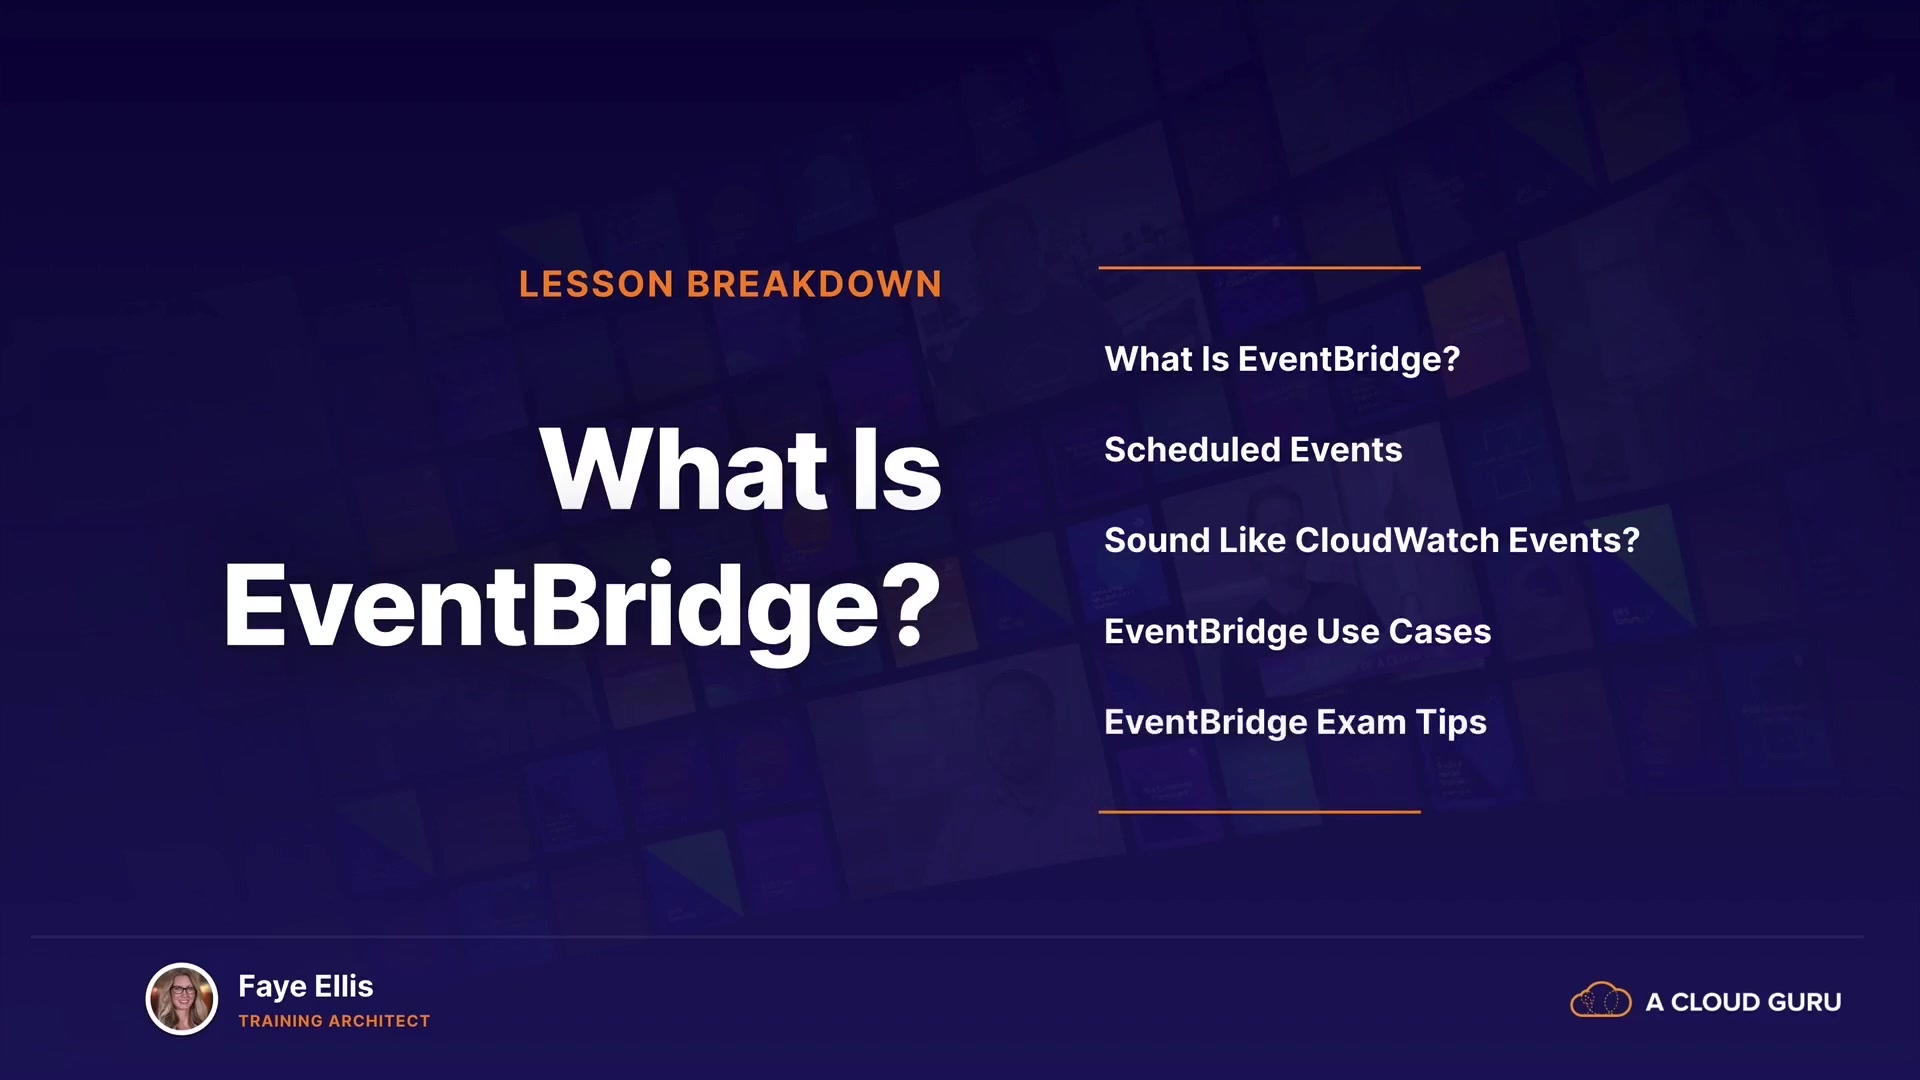 LESSON BREAKDOWN
What Is
EventBridge?
What Is EventBridge?
Scheduled Events
Sound Like CloudWatch Events?
EventBridge Use Cases
EventBridge Exam Tips
Faye Ellis
TRAINING ARCHITECT
A CLOUD GURU